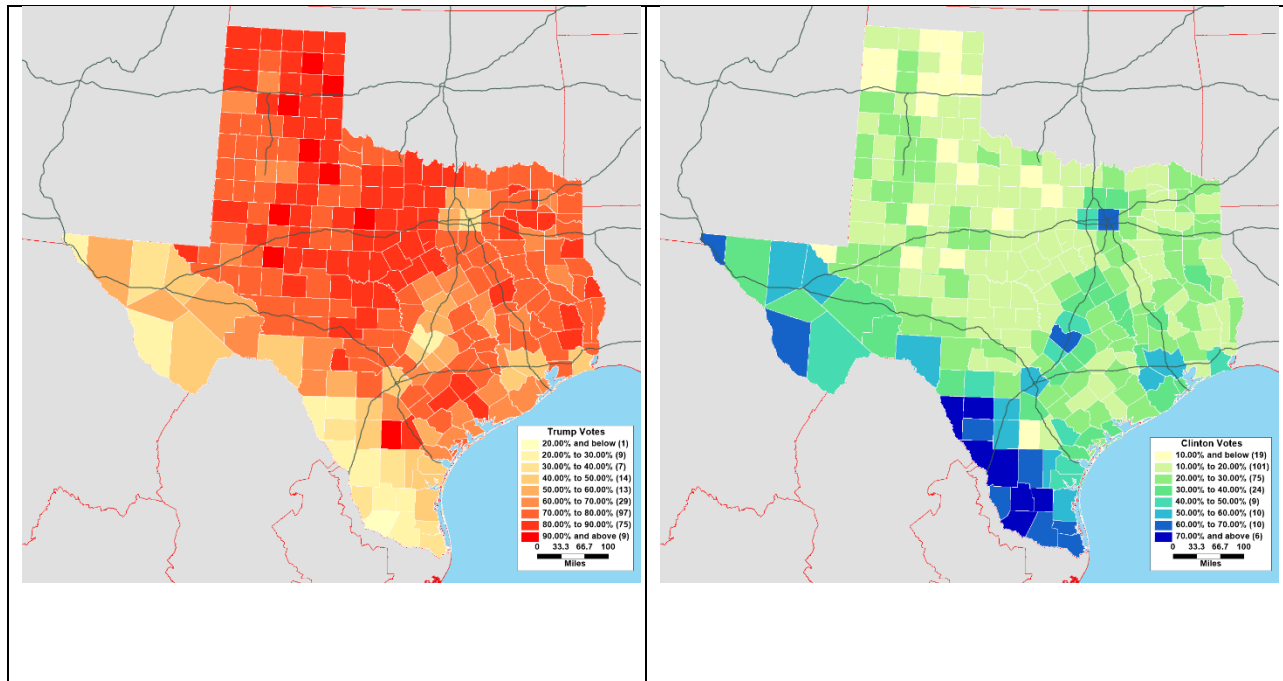 Trump Votes
20.00% and below (1)
20.00% to 30.00% (9)
30.00% to 40.00% (7)
40.00% to 50.00% (14)
50.00% to 60.00% (13)
60.00% to 70.00% (29)
70.00% to 80.00% (97)
80.00% to 90.00% (75)
90.00% and above (9)
0 33.3 66.7 100
Miles
Clinton Votes
10.00% and below (19)
10.00% to 20.00% (101)
20.00% to 30.00% (75)
30.00% to 40.00% (24)
40.00% to 50.00% (9)
50.00% to 60.00% (10)
60.00% to 70.00% (10)
70.00% and above (6)
0 33.3 66.7 100
Miles